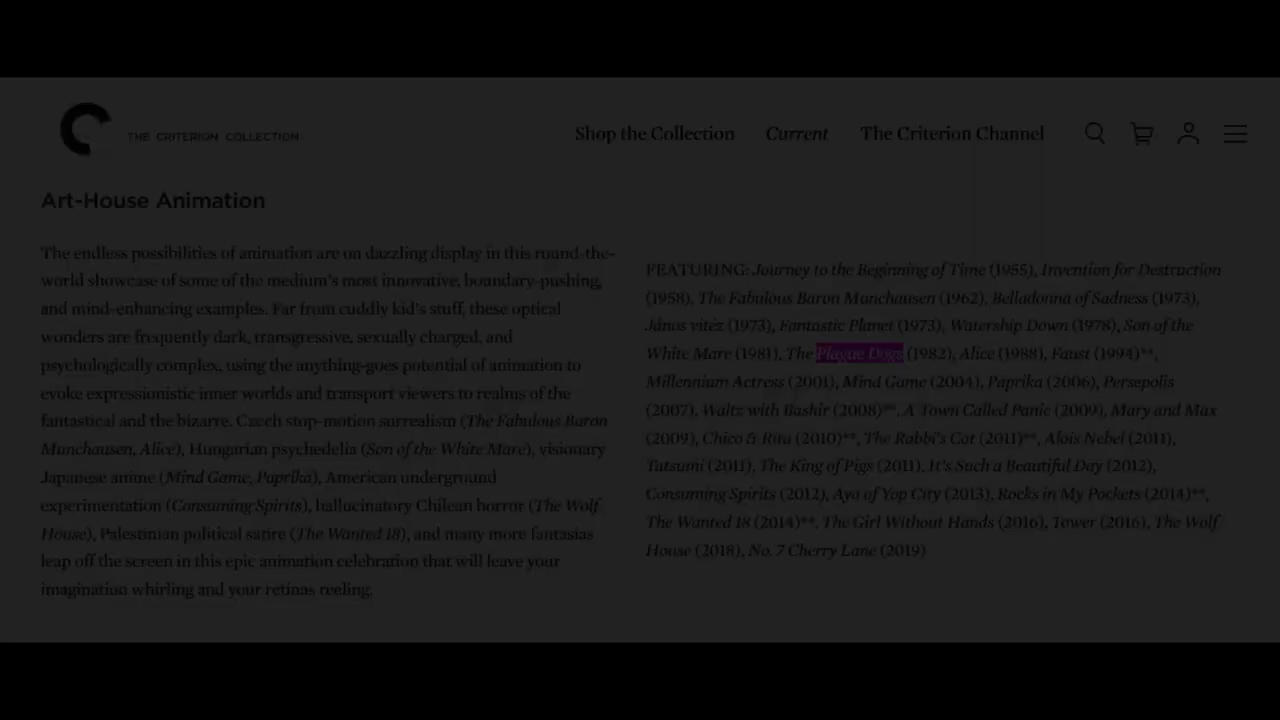 THE CRITERION COLLECTION
Shop the Collection
Current
The Criterion Channel
Art-House Animation
The endless possibilities of animation are on dazzling display in this round-the-
world showcase of some of the medium's most innovative, boundary-pushing,
and mind-enhancing examples. Far from cuddly kid's stuff, these optical
wonders are frequently dark, transgressive, sexually charged, and
psychologically complex, using the anything-goes potential of animation to
evoke expressionistic inner worlds and transport viewers to realms of the
fantastical and the bizarre. Czech stop-motion surrealism (The Fabulous Baron
Munchausen, Alice), Hungarian psychedelia (Son of the White Mare), visionary
Japanese anime (Mind Game, Paprika), American underground
experimentation (Consuming Spirits), hallucinatory Chilean horror (The Wolf
House), Palestinian political satire (The Wanted 18), and many more fantasias
leap off the screen in this epic animation celebration that will leave your
imagination whirling and your retinas reeling.
FEATURING: Journey to the Beginning of Time (1955), Invention for Destruction
(1958), The Fabulous Baron Munchausen (1962), Belladonna of Sadness (1973),
János vitéz (1973), Fantastic Planet (1973), Watership Down (1978), Son of the
White Mare (1981), The Plague Dogs (1982), Alice (1988), Faust (1994)**,
Millennium Actress (2001), Mind Game (2004), Paprika (2006), Persepolis
(2007), Waltz with Bashir (2008)**, A Town Called Panic (2009), Mary and Max
(2009), Chico & Rita (2010)**, The Rabbi's Cat (2011)**, Alois Nebel (2011),
Tatsumi (2011), The King of Pigs (2011), It's Such a Beautiful Day (2012),
Consuming Spirits (2012), Aya of Yop City (2013), Rocks in My Pockets (2014)**,
The Wanted 18 (2014)**, The Girl Without Hands (2016), Tower (2016), The Wolf
House (2018), No. 7 Cherry Lane (2019)